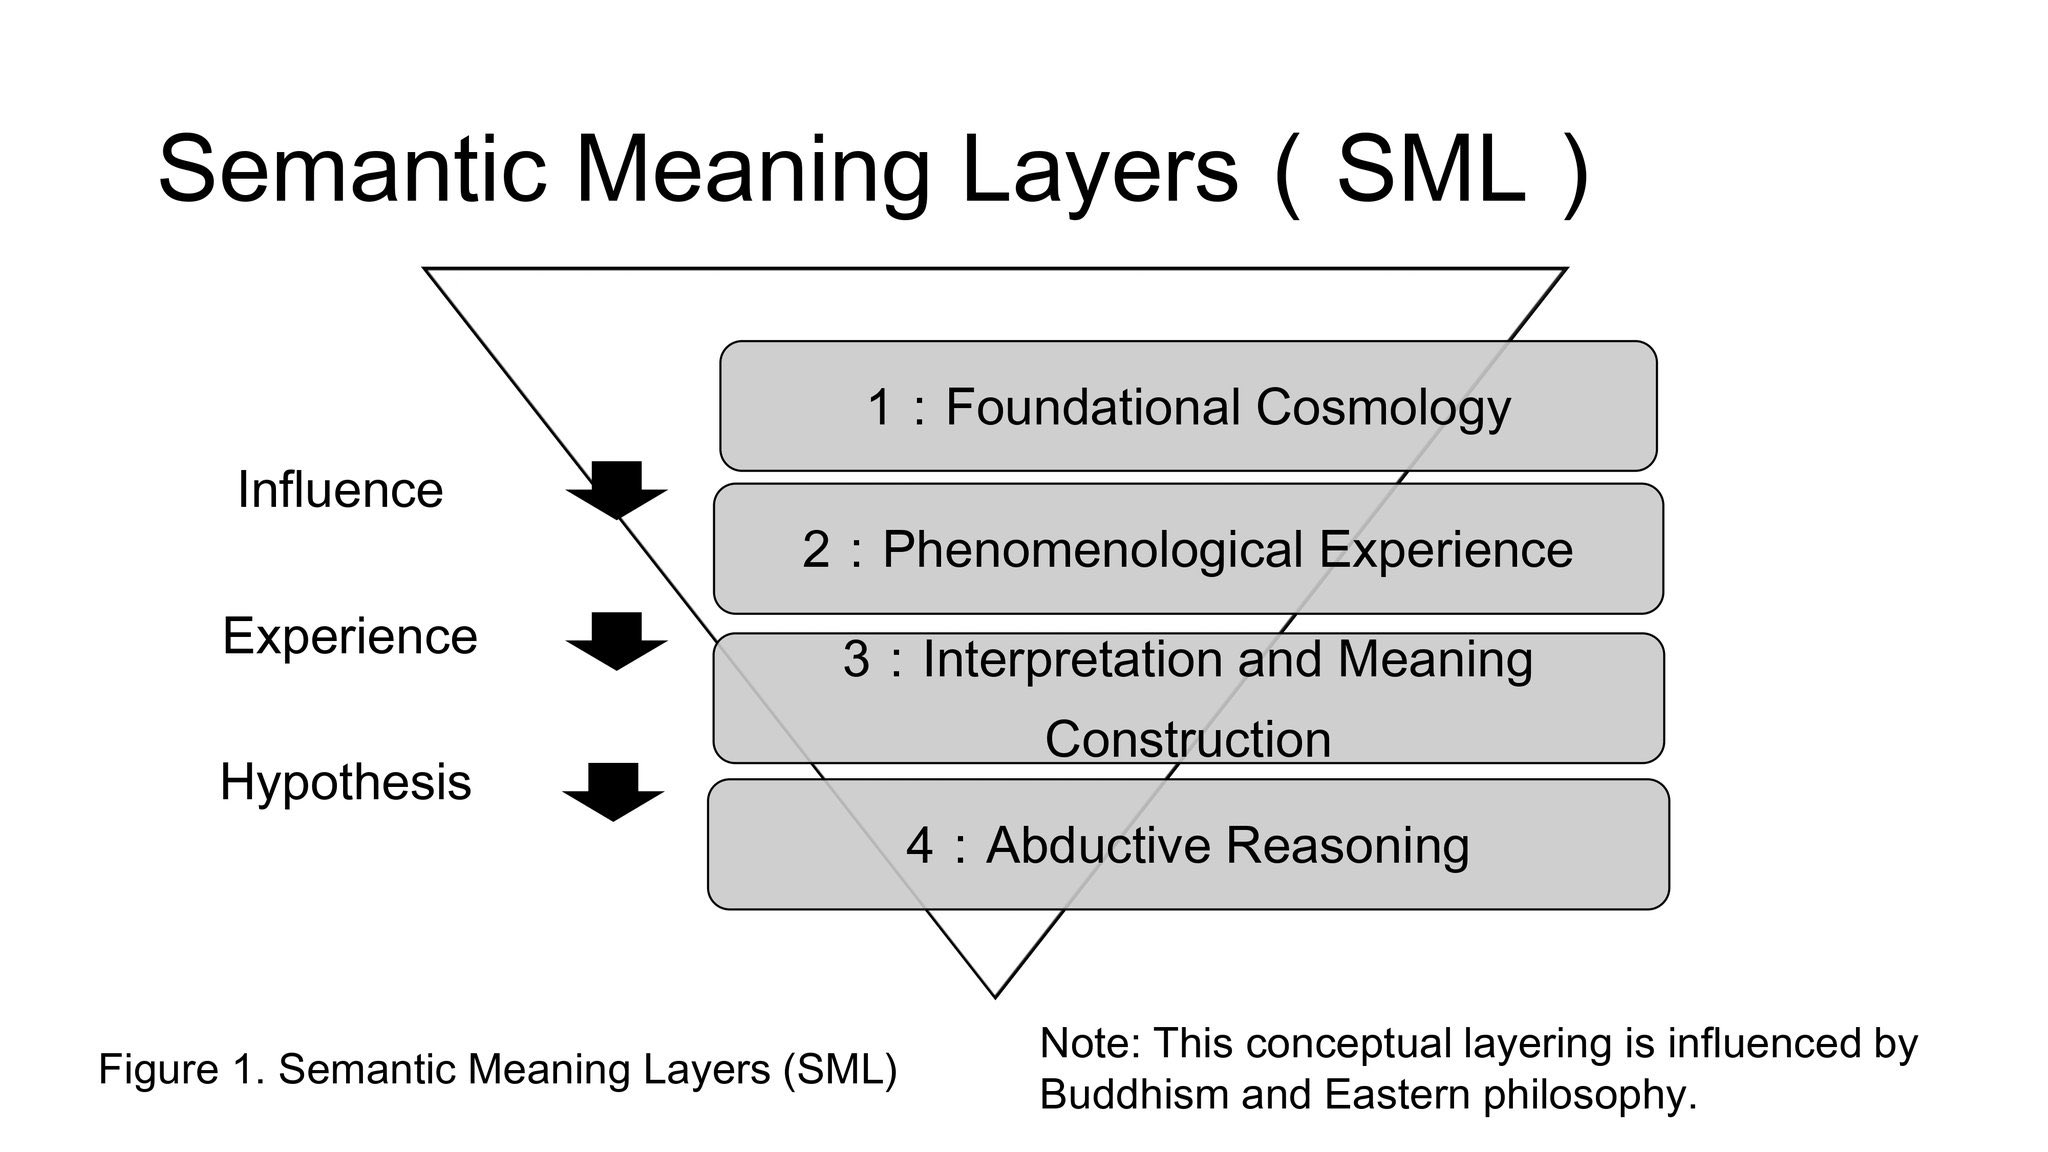 Semantic Meaning Layers ( SML )
1 : Foundational Cosmology
Influence
2 : Phenomenological Experience
Experience
3 : Interpretation and Meaning
Construction
Hypothesis
4 : Abductive Reasoning
Figure 1. Semantic Meaning Layers (SML)
Note: This conceptual layering is influenced by
Buddhism and Eastern philosophy.